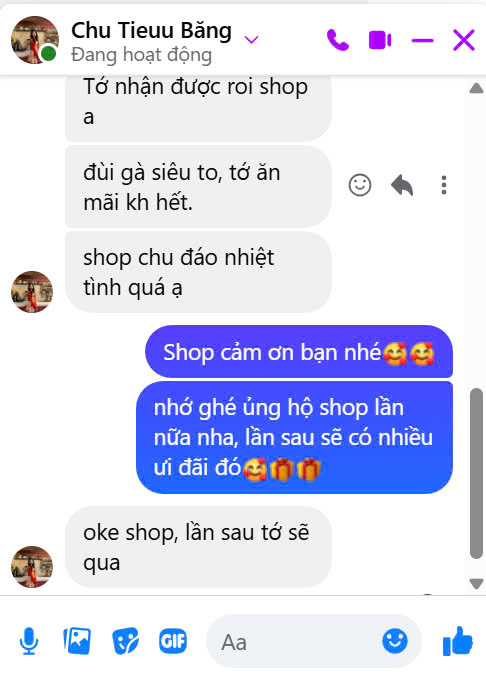 Chu Tieuu Băng
Đang hoạt động
Tớ nhận được roi shop
a
đùi gà siêu to, tớ ăn
mãi kh hết.
shop chu đáo nhiệt
tình quá ạ
Shop cảm ơn bạn nhé🥰🥰
nhớ ghé ủng hộ shop lần
nữa nha, lần sau sẽ có nhiều
ưi đãi đó🥰🎁🎁
oke shop, lần sau tớ sẽ
qua
GIF
Aa